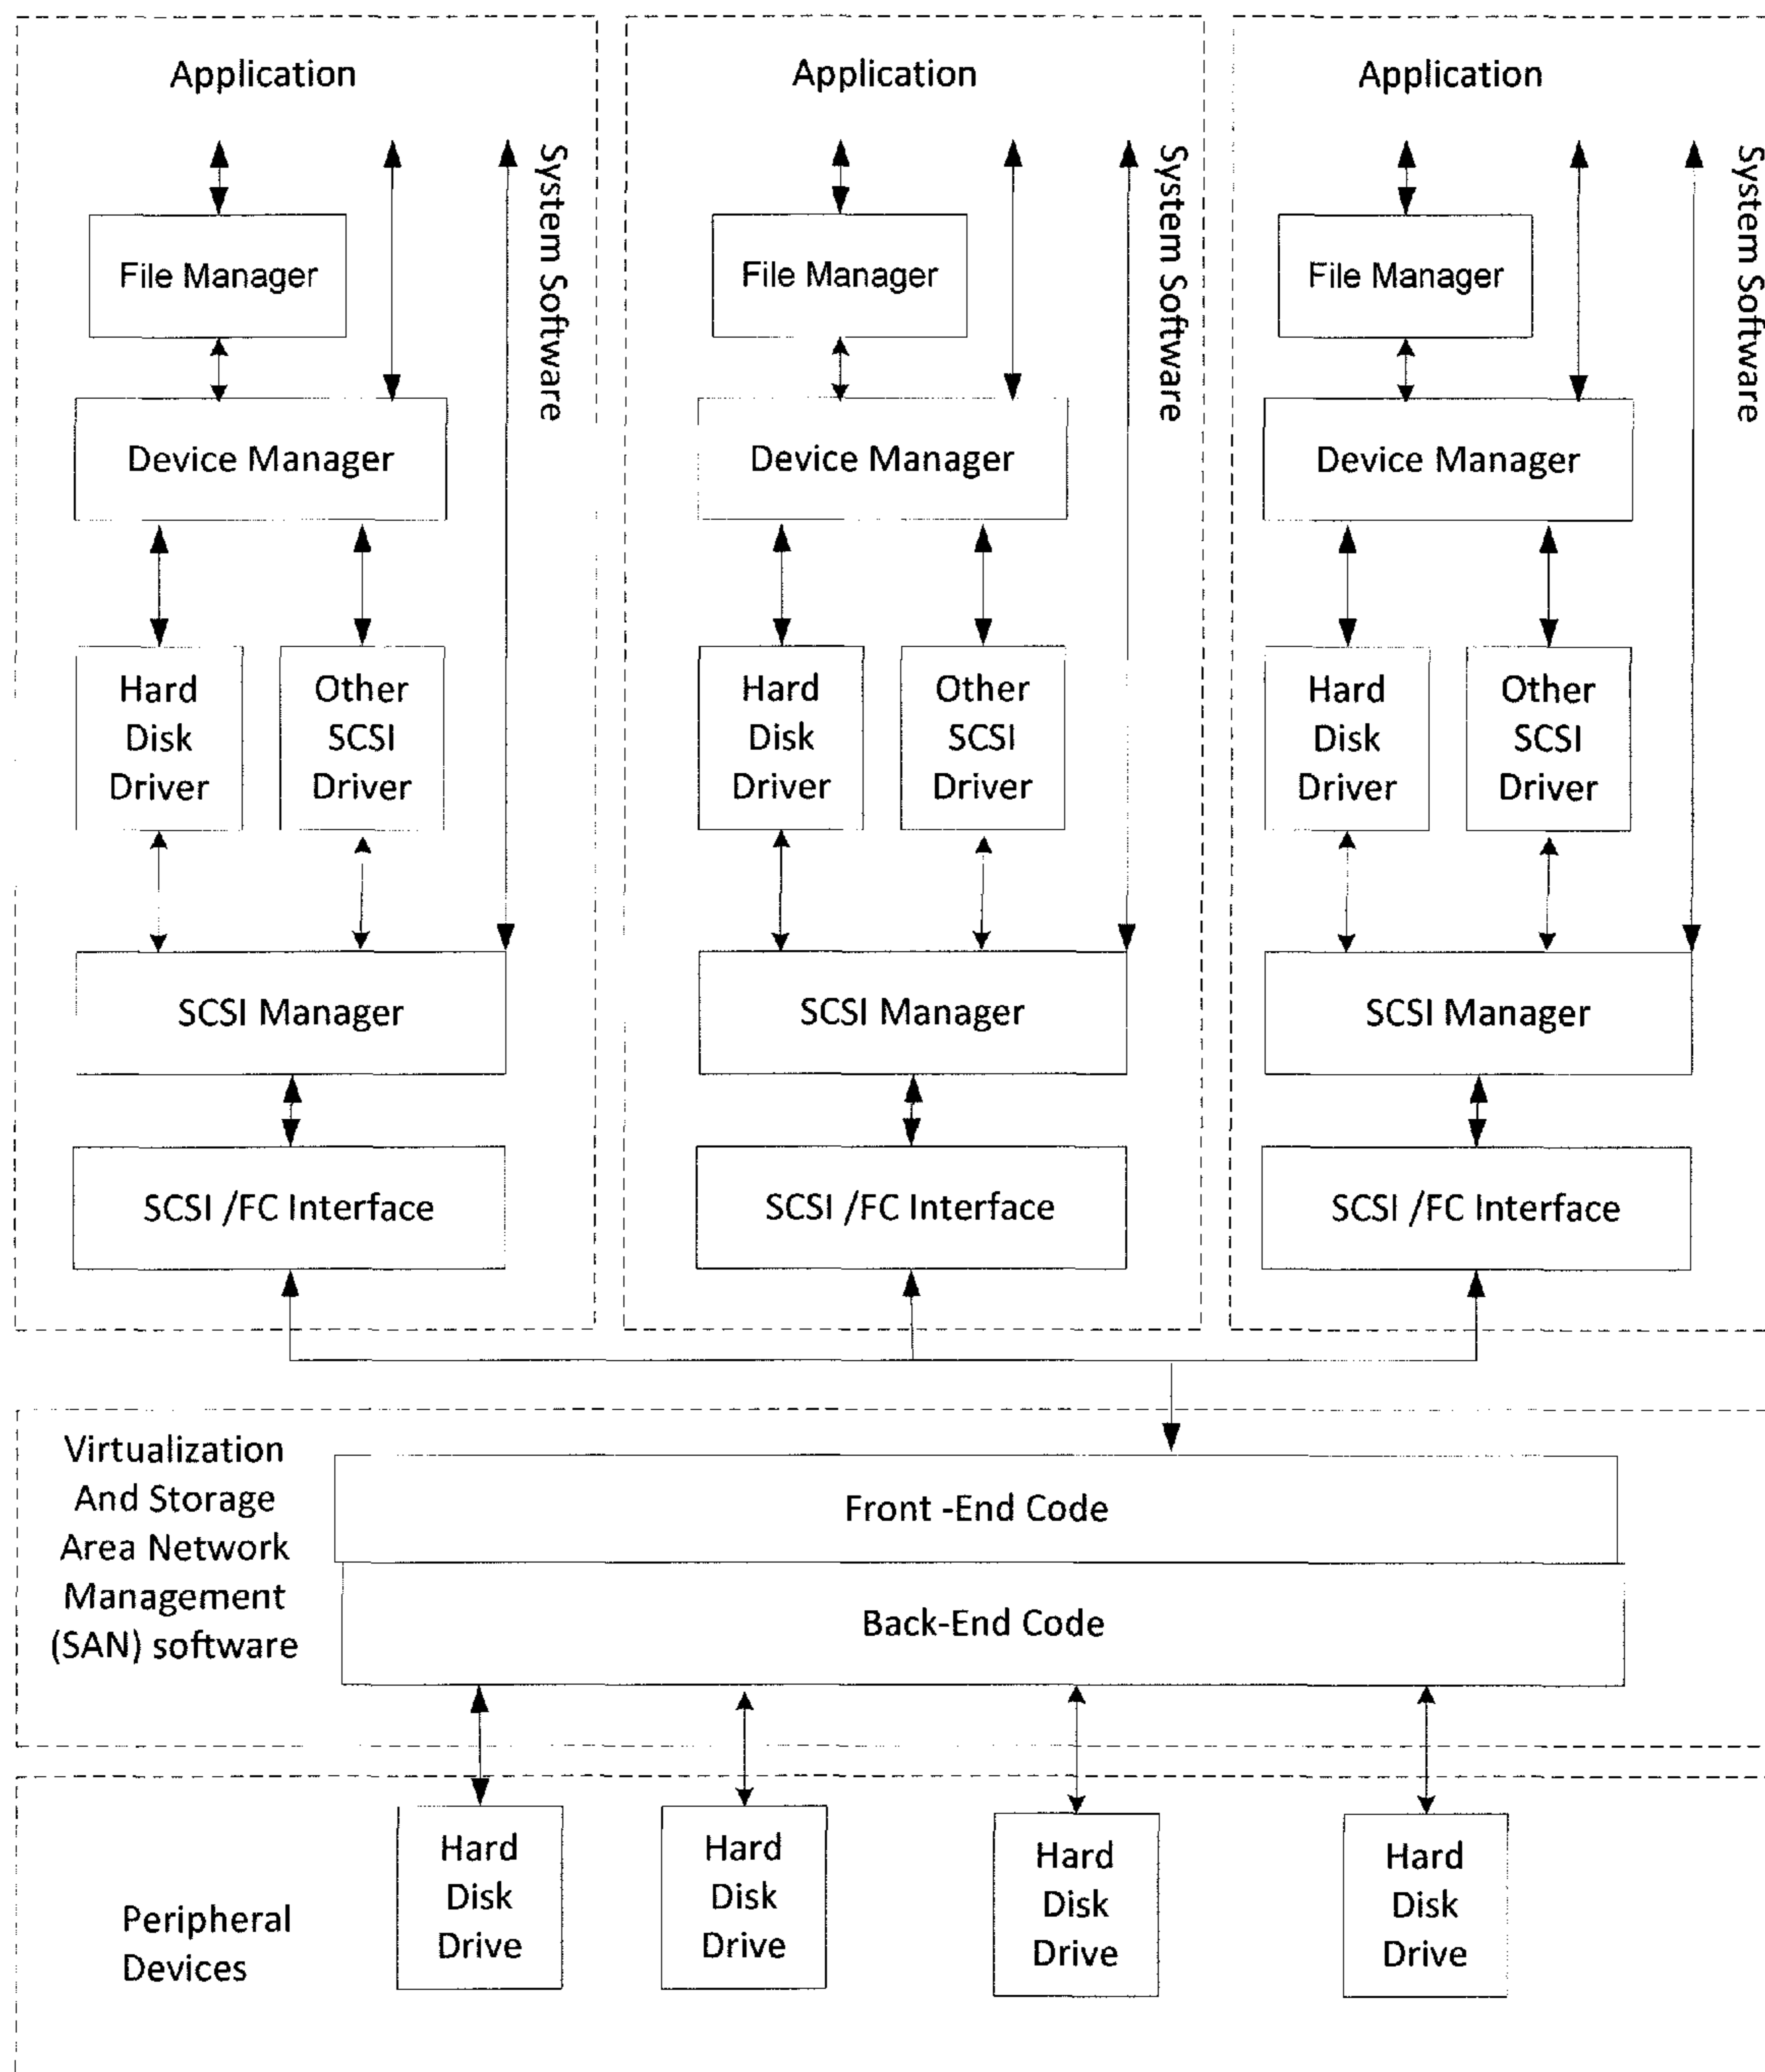 Application
System Software
File Manager
Device Manager
Hard
Disk
Driver
Other
SCSI
Driver
SCSI Manager
SCSI /FC Interface
Application
System Software
File Manager
Device Manager
Hard
Disk
Driver
Other
SCSI
Driver
SCSI Manager
SCSI /FC Interface
Application
System Software
File Manager
Device Manager
Hard
Disk
Driver
Other
SCSI
Driver
SCSI Manager
SCSI /FC Interface
Virtualization
And Storage
Area Network
Management
(SAN) software
Front -End Code
Back-End Code
Peripheral
Devices
Hard
Disk
Drive
Hard
Disk
Drive
Hard
Disk
Drive
Hard
Disk
Drive